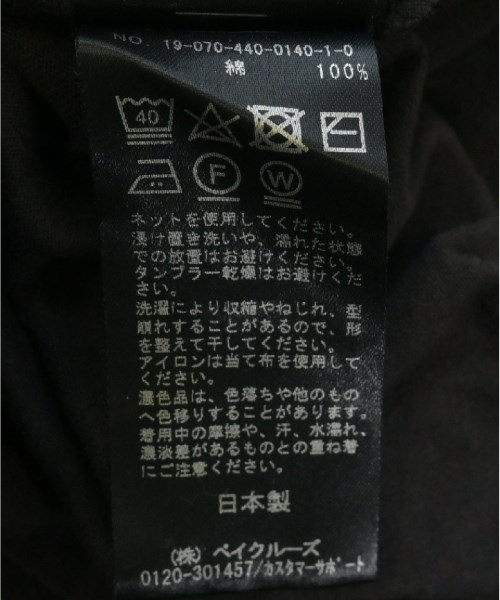 NO. 19-070-440-0140-1-0
綿 100%
40
F W
ネットを使用してください。
浸け置き洗いや、濡れた状態
での放置はお避けください。
タンブラー乾燥はお避けくだ
さい。
洗濯により収縮やねじれ、型
崩れすることがあるので、形
を整えて干してください。
アイロンは当て布を使用して
ください。
濃色品は、色落ちや他のもの
へ色移りすることがあります。
着用中の摩擦や、汗、水濡れ、
濃淡差があるものとの重ね着
にご注意ください。
日本製
(株) ベイクルーズ
0120-301457/カスタマーサポート